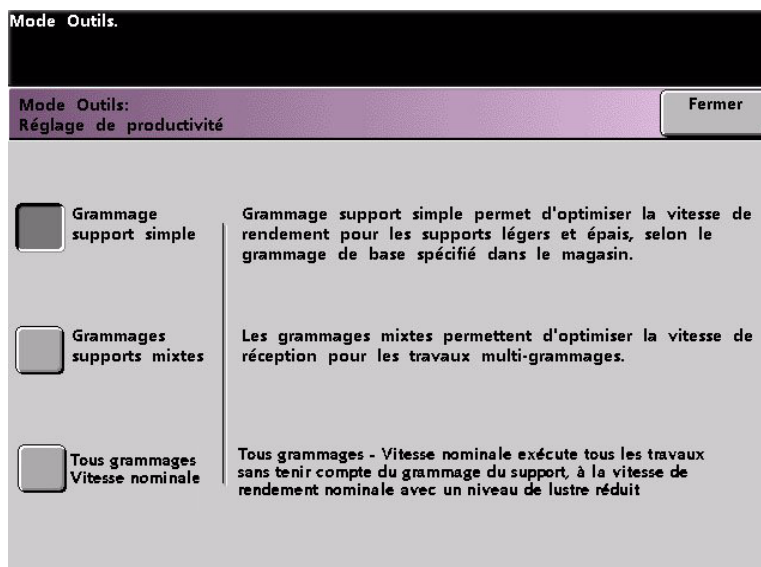 Mode Outils.
Mode Outils:
Réglage de productivité
Fermer
Grammage
support simple
Grammage support simple permet d'optimiser la vitesse de
rendement pour les supports légers et épais, selon le
grammage de base spécifié dans le magasin.
Grammages
supports mixtes
Les grammages mixtes permettent d'optimiser la vitesse de
réception pour les travaux multi-grammages.
Tous grammages
Vitesse nominale
Tous grammages - Vitesse nominale exécute tous les travaux
sans tenir compte du grammage du support, à la vitesse de
rendement nominale avec un niveau de lustre réduit